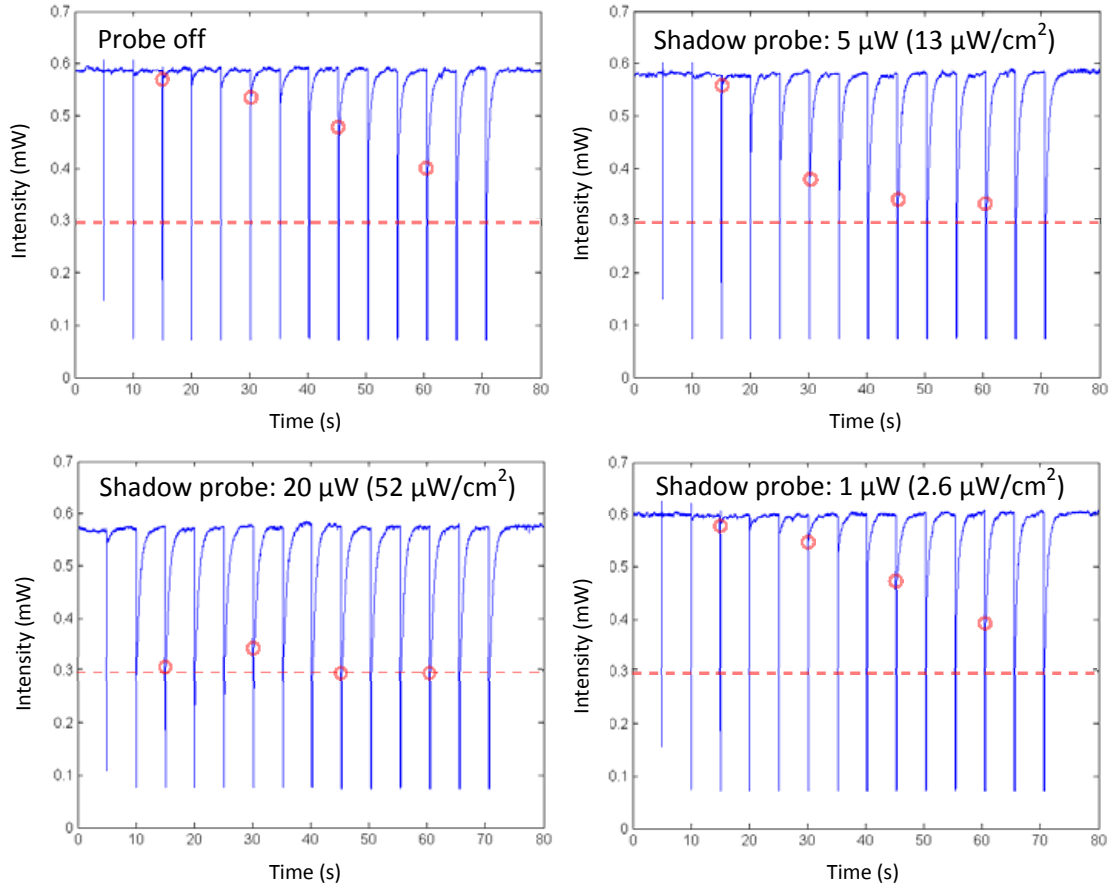 Probe off
0.7
0.6
0.5
0.4
0.3
0.2
0.1
0
Intensity (mW)
0 10 20 30 40 50 60 70 80
Time (s)
Shadow probe: 5 µW (13 µW/cm²)
0.7
0.6
0.5
0.4
0.3
0.2
0.1
0
Intensity (mW)
0 10 20 30 40 50 60 70 80
Time (s)
Shadow probe: 20 µW (52 µW/cm²)
0.7
0.6
0.5
0.4
0.3
0.2
0.1
0
Intensity (mW)
0 10 20 30 40 50 60 70 80
Time (s)
Shadow probe: 1 µW (2.6 µW/cm²)
0.7
0.6
0.5
0.4
0.3
0.2
0.1
0
Intensity (mW)
0 10 20 30 40 50 60 70 80
Time (s)